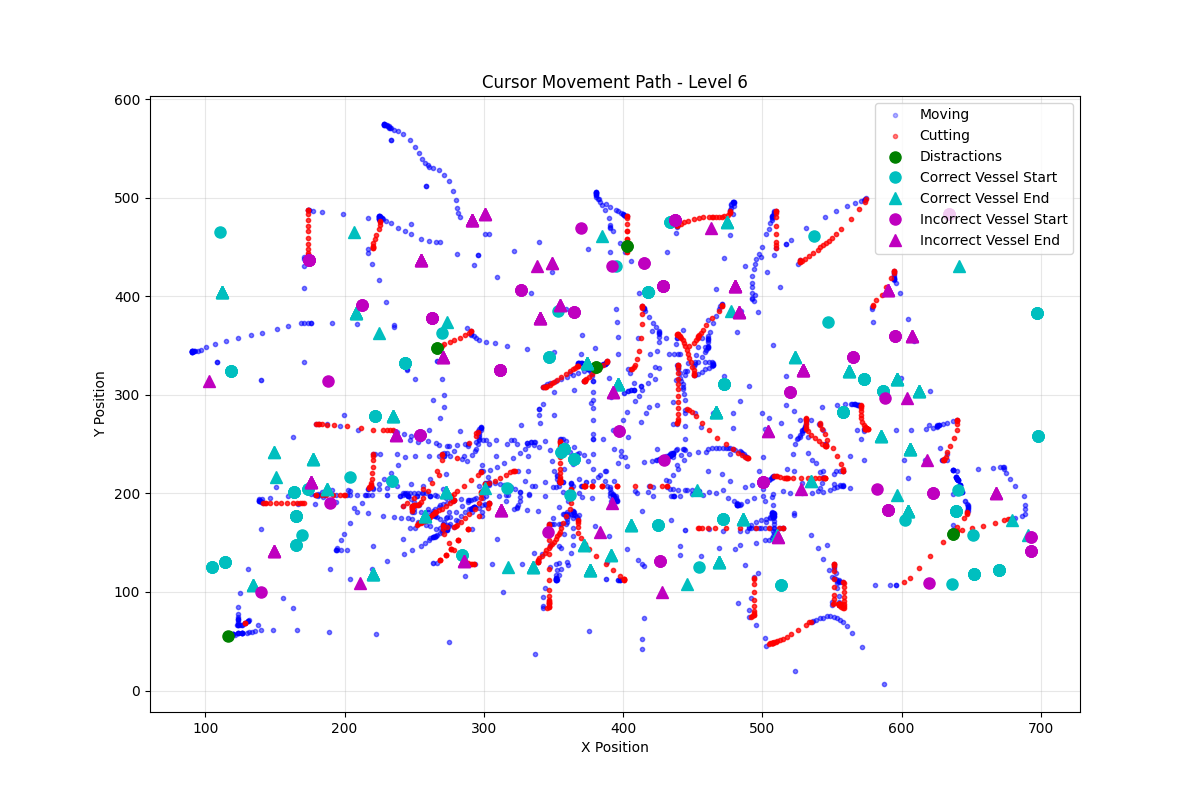 Cursor Movement Path - Level 6
600
500
400
300
200
100
0
Y Position
100
200
300
400
500
600
700
X Position
Moving
Cutting
Distractions
Correct Vessel Start
Correct Vessel End
Incorrect Vessel Start
Incorrect Vessel End